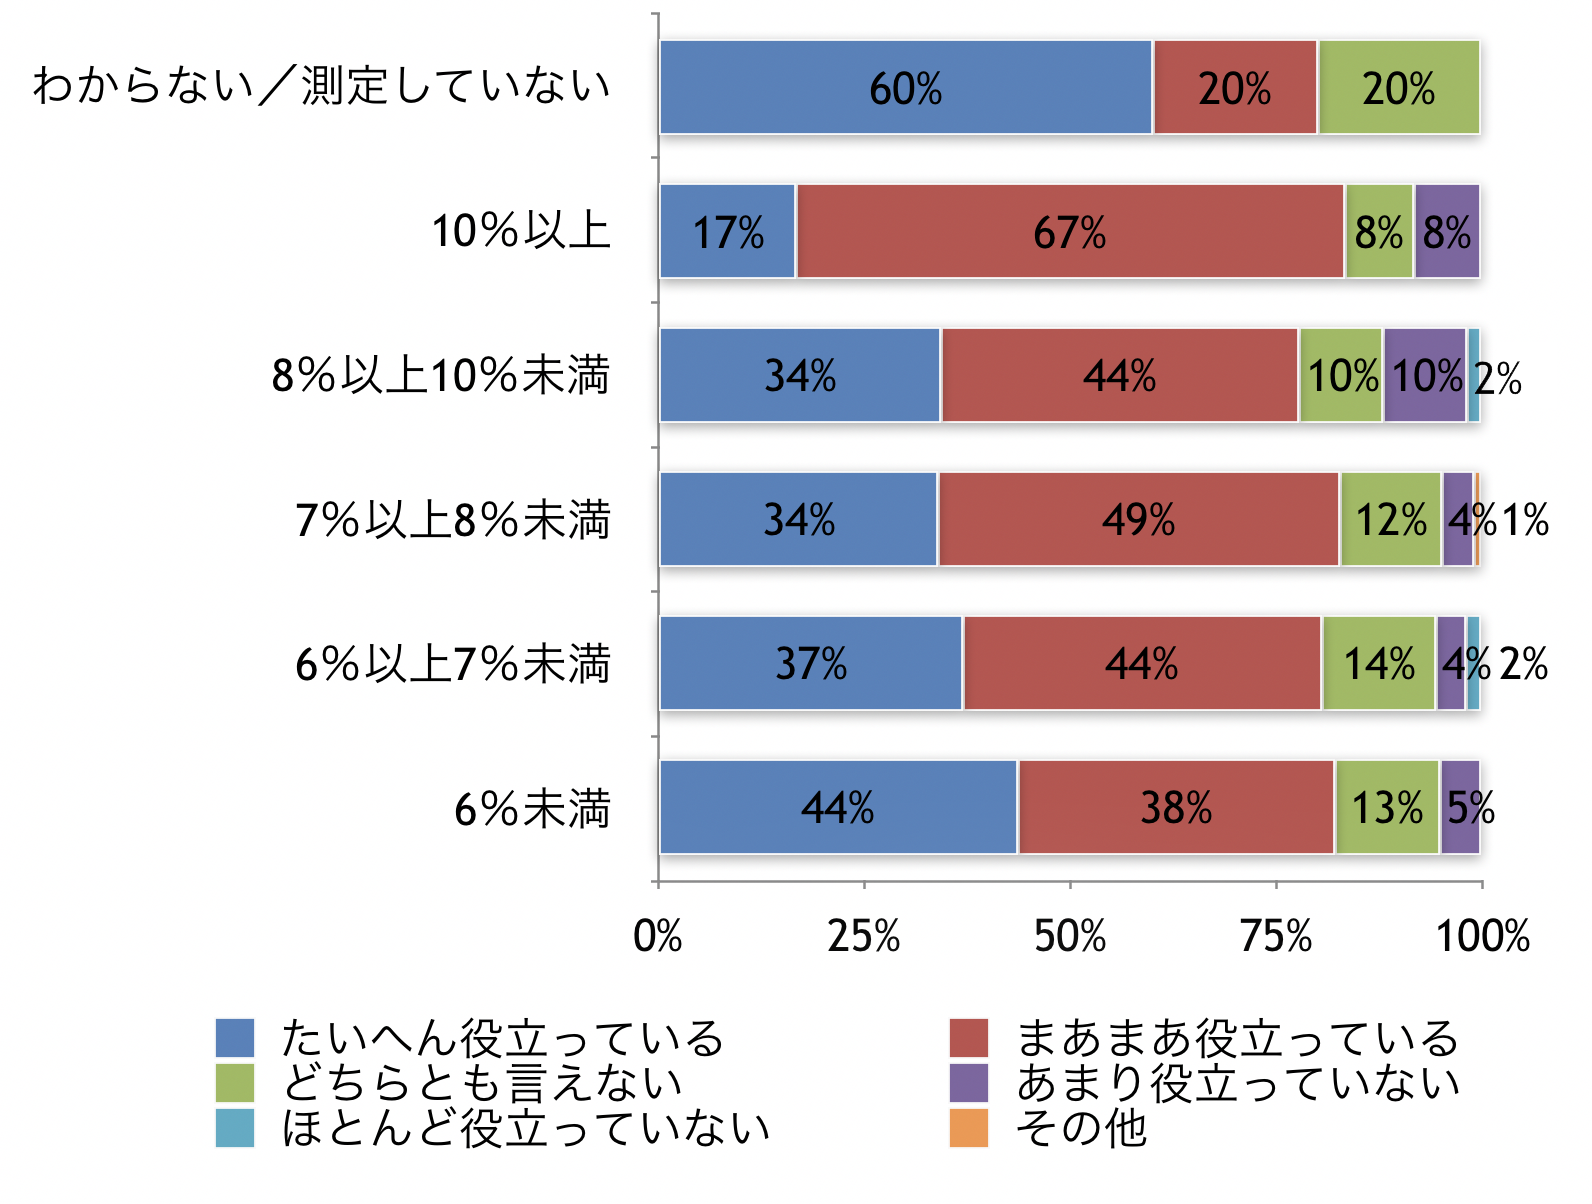 わからない／測定していない 60% 20% 20%
10％以上 17% 67% 8% 8%
8％以上10％未満 34% 44% 10% 10% 2%
7％以上8％未満 34% 49% 12% 4% 1%
6％以上7％未満 37% 44% 14% 4% 2%
6％未満 44% 38% 13% 5%
0% 25% 50% 75% 100%
たいへん役立っている まあまあ役立っている
どちらとも言えない あまり役立っていない
ほとんど役立っていない その他